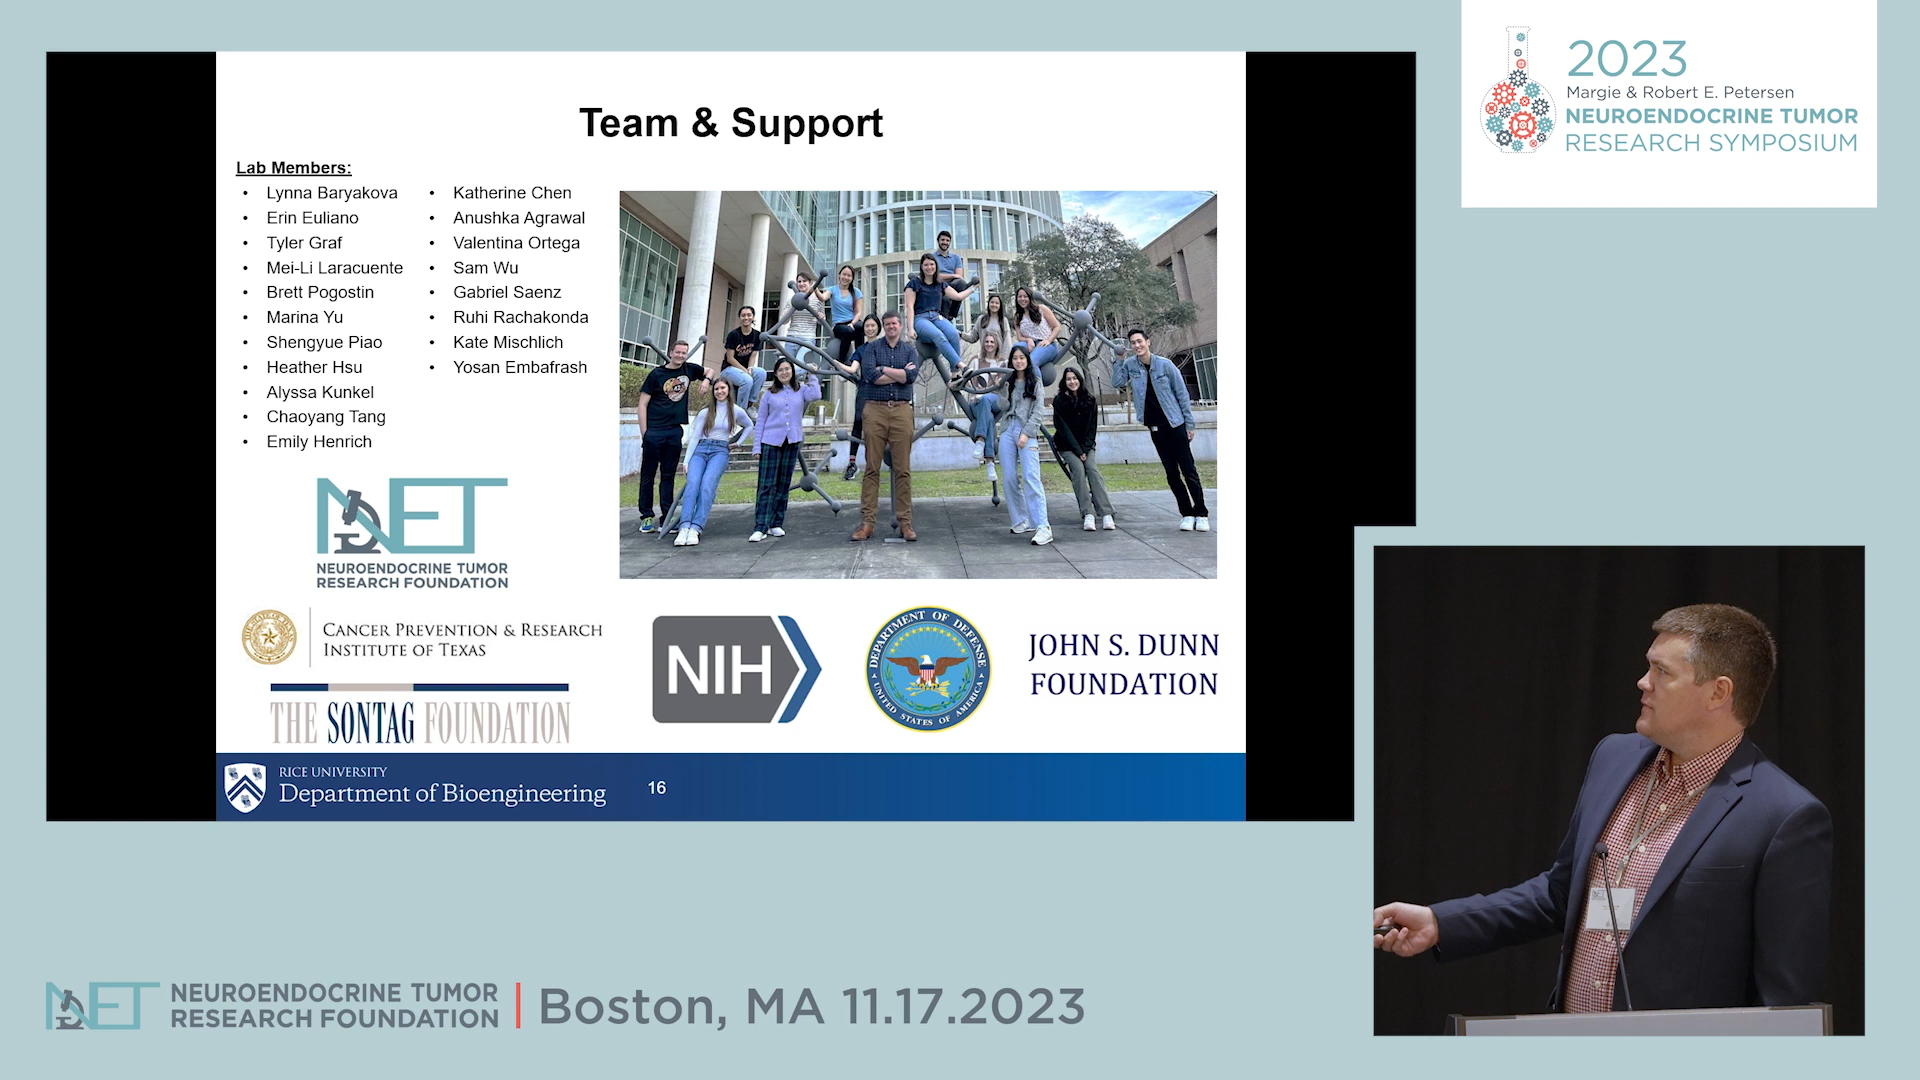 Team & Support
Lab Members:
• Lynna Baryakova
• Erin Euliano
• Tyler Graf
• Mei-Li Laracuente
• Brett Pogostin
• Marina Yu
• Shengyue Piao
• Heather Hsu
• Alyssa Kunkel
• Chaoyang Tang
• Emily Henrich
• Katherine Chen
• Anushka Agrawal
• Valentina Ortega
• Sam Wu
• Gabriel Saenz
• Ruhi Rachakonda
• Kate Mischlich
• Yosan Embafrash
NET
NEUROENDOCRINE TUMOR
RESEARCH FOUNDATION
CANCER PREVENTION & RESEARCH
INSTITUTE OF TEXAS
THE SONTAG FOUNDATION
NIH
DEPARTMENT OF DEFENSE
UNITED STATES OF AMERICA
JOHN S. DUNN
FOUNDATION
RICE UNIVERSITY
Department of Bioengineering
16
2023
Margie & Robert E. Petersen
NEUROENDOCRINE TUMOR
RESEARCH SYMPOSIUM
NET
NEUROENDOCRINE TUMOR
RESEARCH FOUNDATION
Boston, MA 11.17.2023